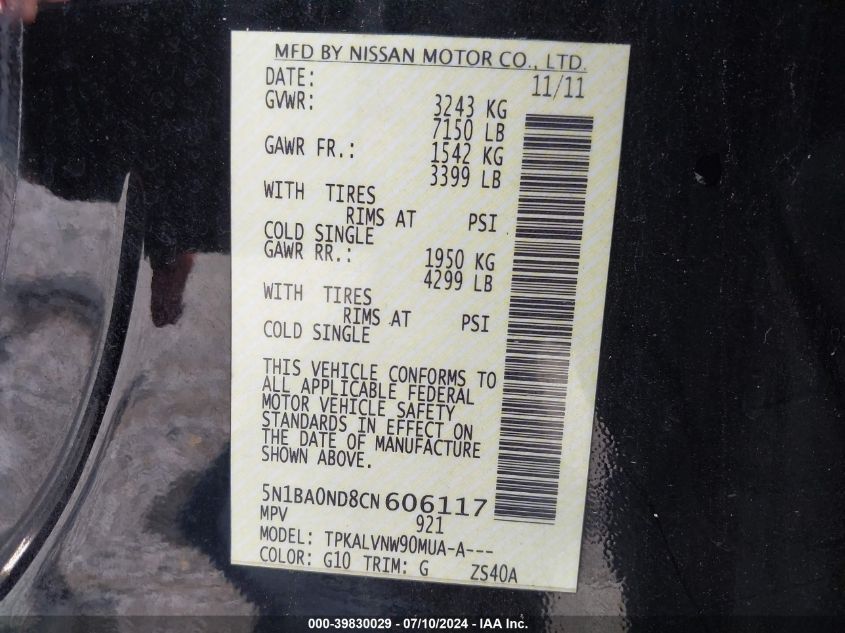 MFD BY NISSAN MOTOR CO., LTD.
DATE: 11/11
GVWR: 3243 KG
7150 LB
GAWR FR.: 1542 KG
3399 LB
WITH TIRES
RIMS AT PSI
COLD SINGLE
GAWR RR.: 1950 KG
4299 LB
WITH TIRES
RIMS AT PSI
COLD SINGLE
THIS VEHICLE CONFORMS TO
ALL APPLICABLE FEDERAL
MOTOR VEHICLE SAFETY
STANDARDS IN EFFECT ON
THE DATE OF MANUFACTURE
SHOWN ABOVE.
5N1BA0ND8CN 606117
MPV 921
MODEL: TPKALVNW90MUA-A---
COLOR: G10 TRIM: G ZS40A
000-39830029 - 07/10/2024 - IAA Inc.